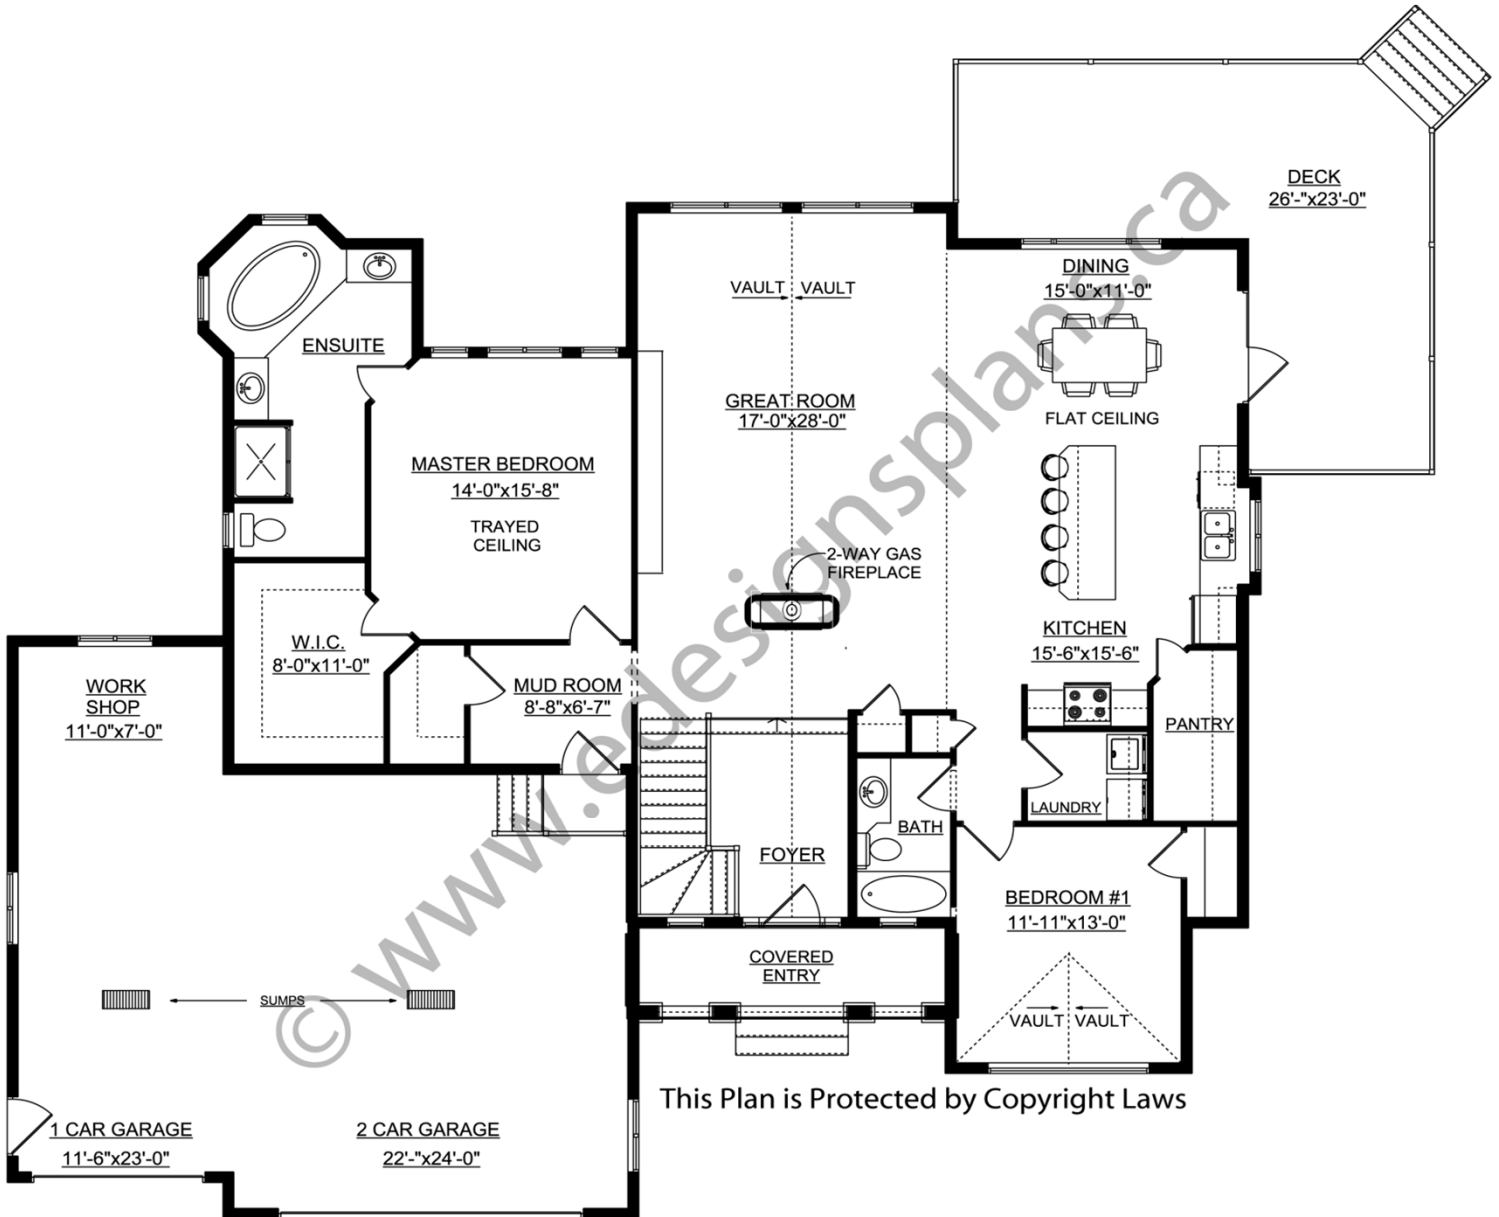 DECK
26'-"x23'-0"
DINING
15'-0"x11'-0"
VAULT VAULT
ENSUITE
GREAT ROOM
17'-0"x28'-0"
FLAT CEILING
MASTER BEDROOM
14'-0"x15'-8"
TRAYED
CEILING
2-WAY GAS
FIREPLACE
KITCHEN
15'-6"x15'-6"
W.I.C.
8'-0"x11'-0"
WORK
SHOP
11'-0"x7'-0"
MUD ROOM
8'-8"x6'-7"
PANTRY
LAUNDRY
BATH
FOYER
BEDROOM #1
11'-11"x13'-0"
COVERED
ENTRY
SUMPS
VAULT VAULT
This Plan is Protected by Copyright Laws
1 CAR GARAGE
11'-6"x23'-0"
2 CAR GARAGE
22'-"x24'-0"
© www.edesignsplans.ca